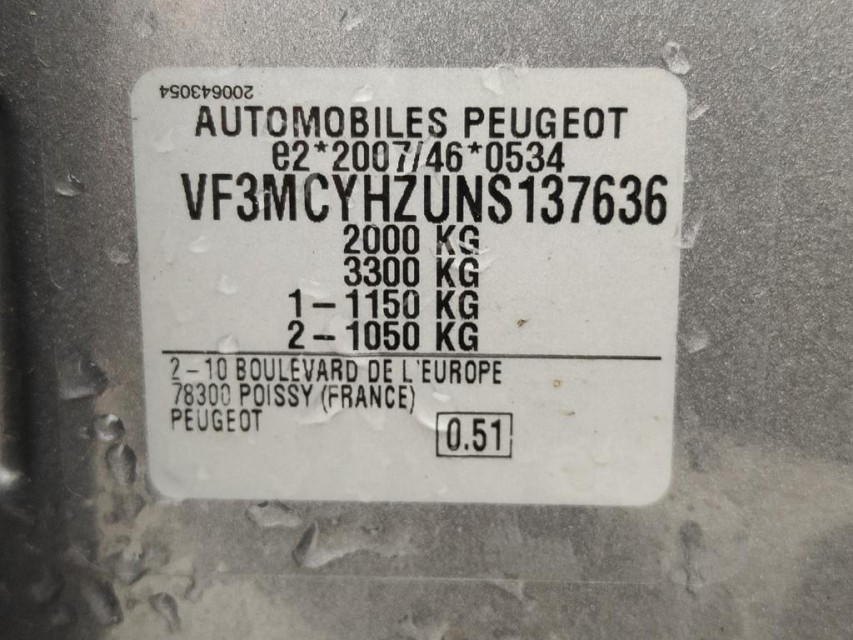 200643054
AUTOMOBILES PEUGEOT
e2*2007/46*0534
VF3MCYHZUNS137636
2000 KG
3300 KG
1-1150 KG
2-1050 KG
2-10 BOULEVARD DE L'EUROPE
78300 POISSY (FRANCE)
PEUGEOT
0.51